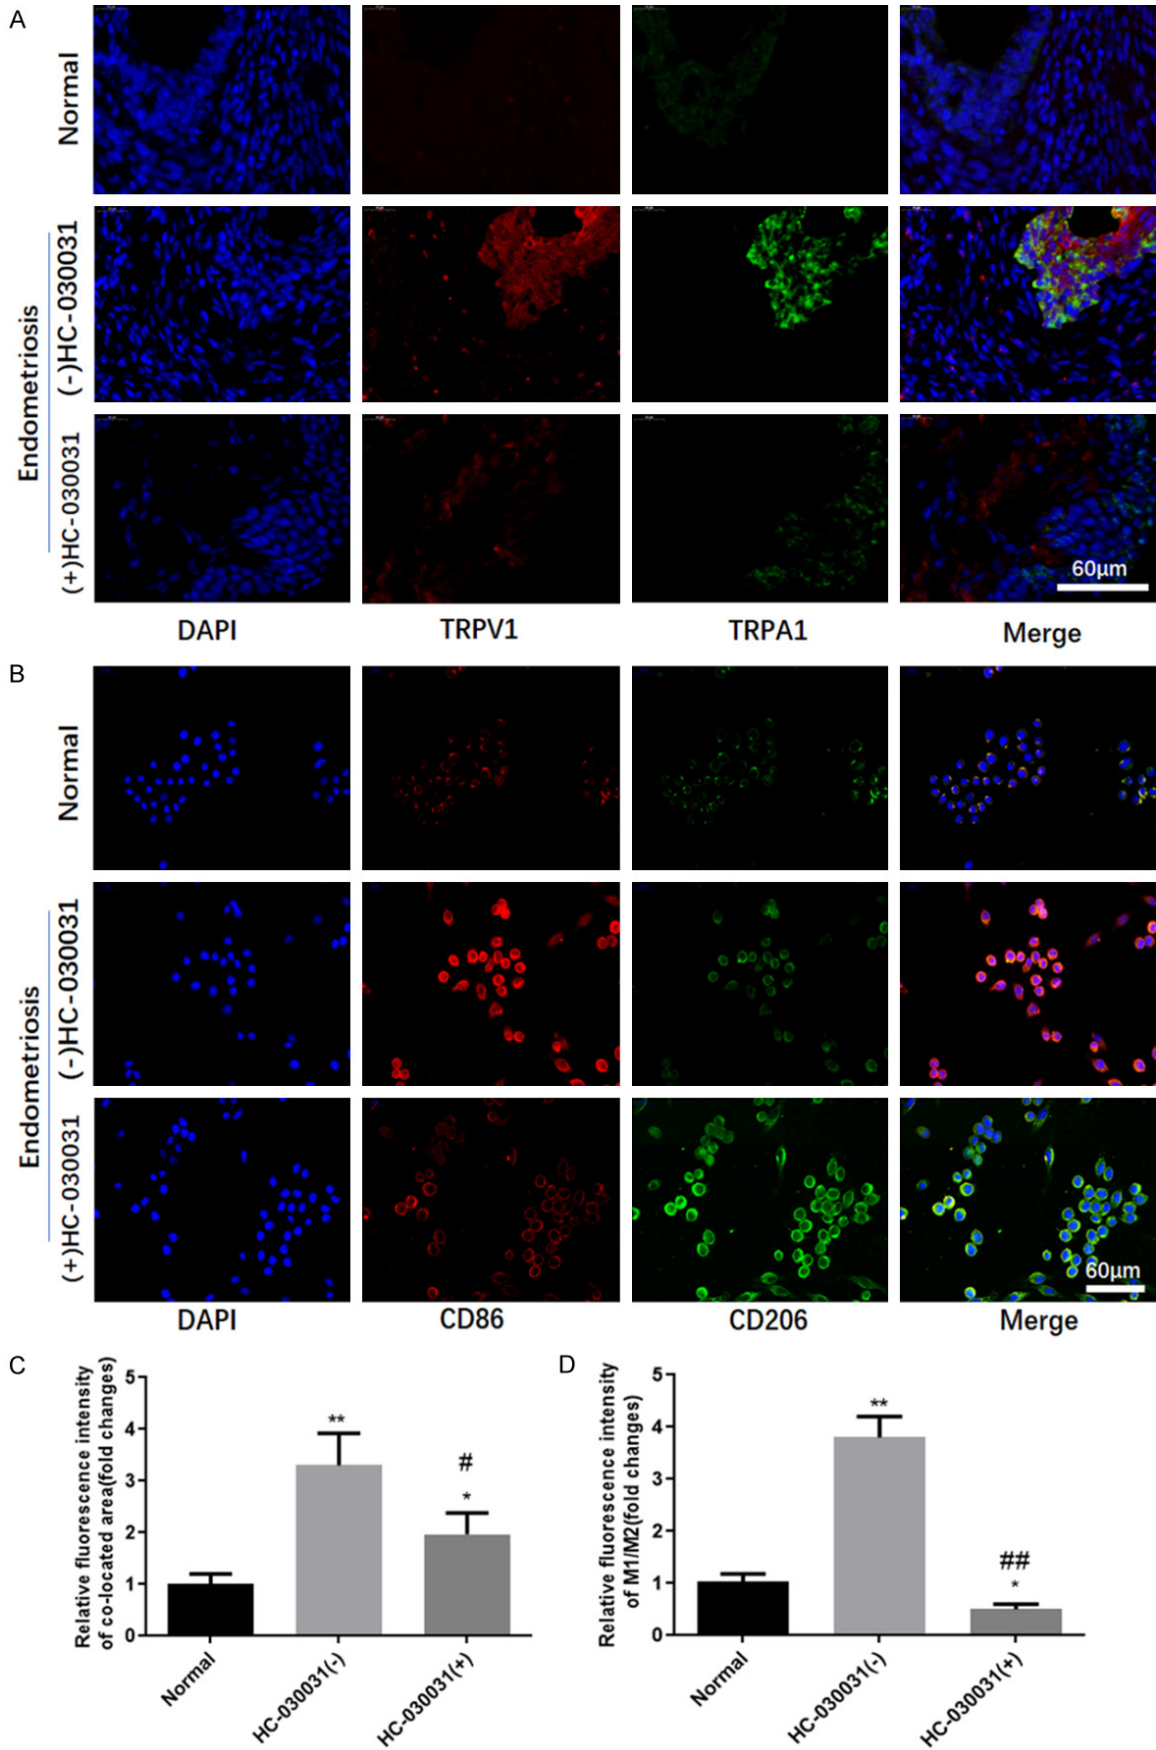 A
Normal
Endometriosis
(-)HC-030031
(+)HC-030031
60μm
DAPI
TRPV1
TRPA1
Merge
B
Normal
Endometriosis
(-)HC-030031
(+)HC-030031
60μm
DAPI
CD86
CD206
Merge
C
Relative fluorescence intensity
of co-located area(fold changes)
5
4
3
2
1
0
**
#
*
Normal
HC-030031(-)
HC-030031(+)
D
Relative fluorescence intensity
of M1/M2(fold changes)
5
4
3
2
1
0
**
##
*
Normal
HC-030031(-)
HC-030031(+)